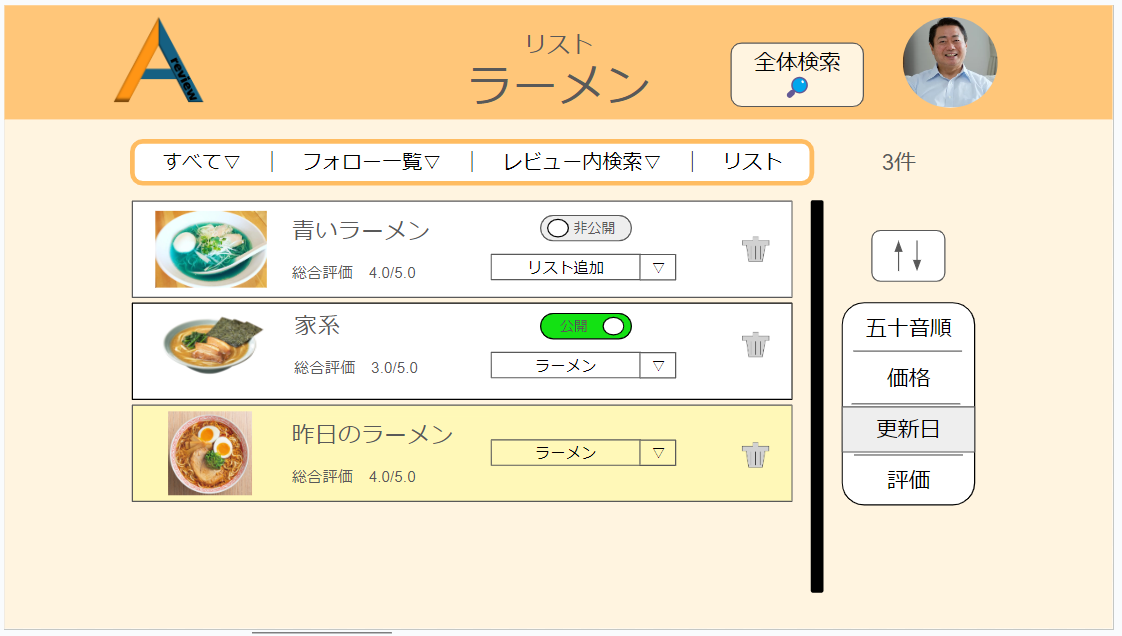 A review
リスト
ラーメン
全体検索
すべて▽ | フォロー一覧▽ | レビュー内検索▽ | リスト
3件
青いラーメン
非公開
総合評価 4.0/5.0
リスト追加 ▽
家系
公開
総合評価 3.0/5.0
ラーメン ▽
昨日のラーメン
総合評価 4.0/5.0
ラーメン ▽
↑↓
五十音順
価格
更新日
評価